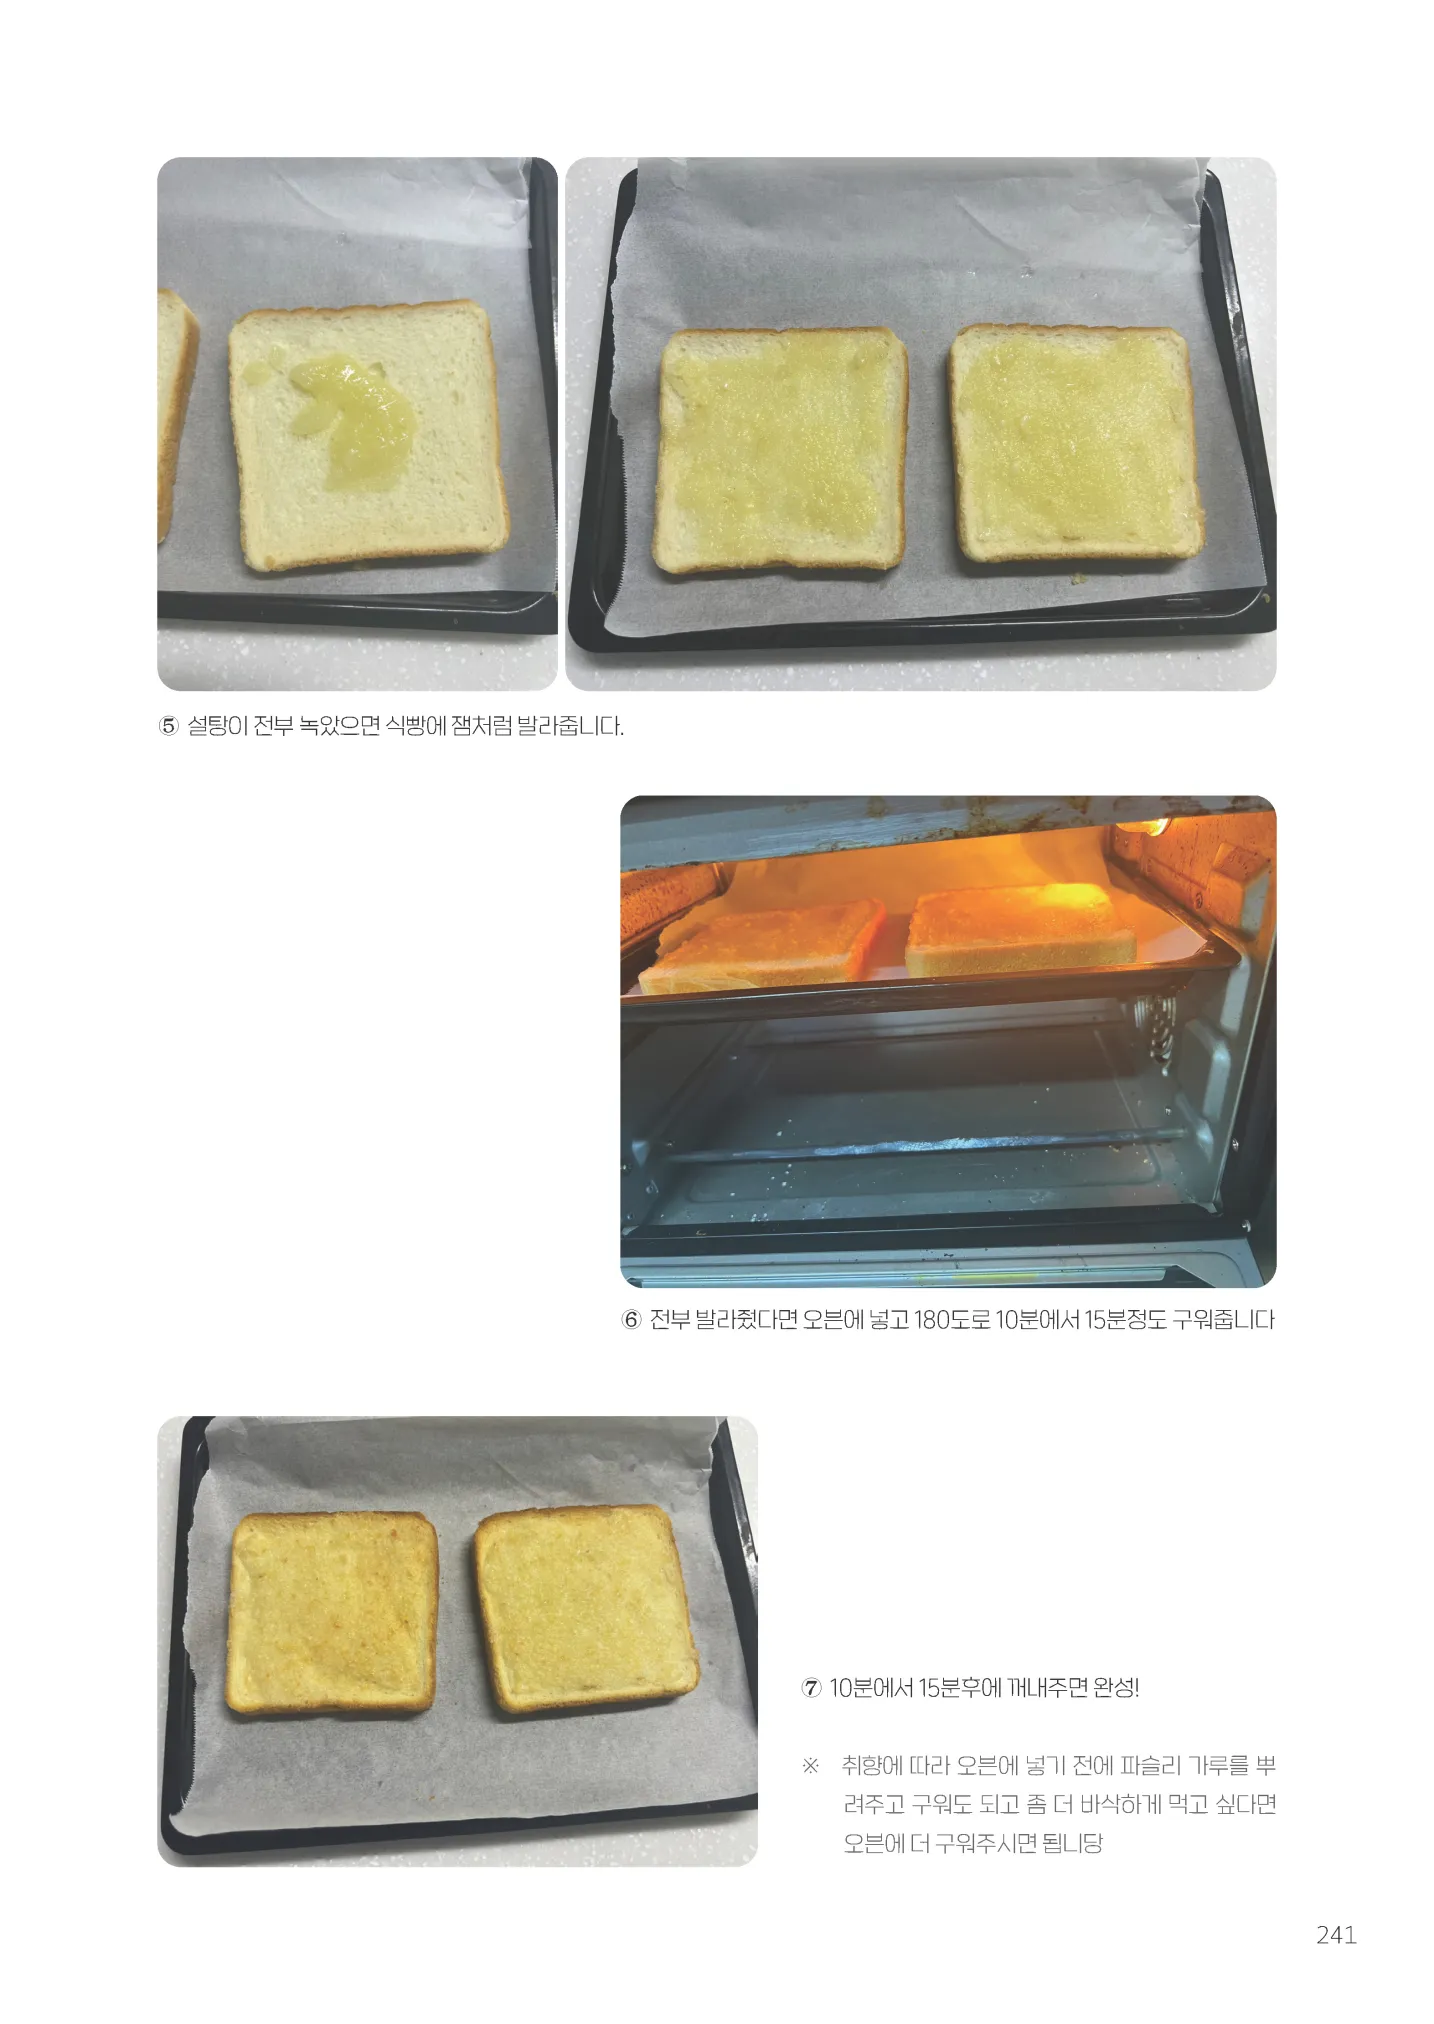 ⑤ 설탕이 전부 녹았으면 식빵에 잼처럼 발라줍니다.
⑥ 전부 발라줬다면 오븐에 넣고 180도로 10분에서 15분정도 구워줍니다
⑦ 10분에서 15분후에 꺼내주면 완성!
※ 취향에 따라 오븐에 넣기 전에 파슬리 가루를 뿌
려주고 구워도 되고 좀 더 바삭하게 먹고 싶다면
오븐에 더 구워주시면 됩니당
241